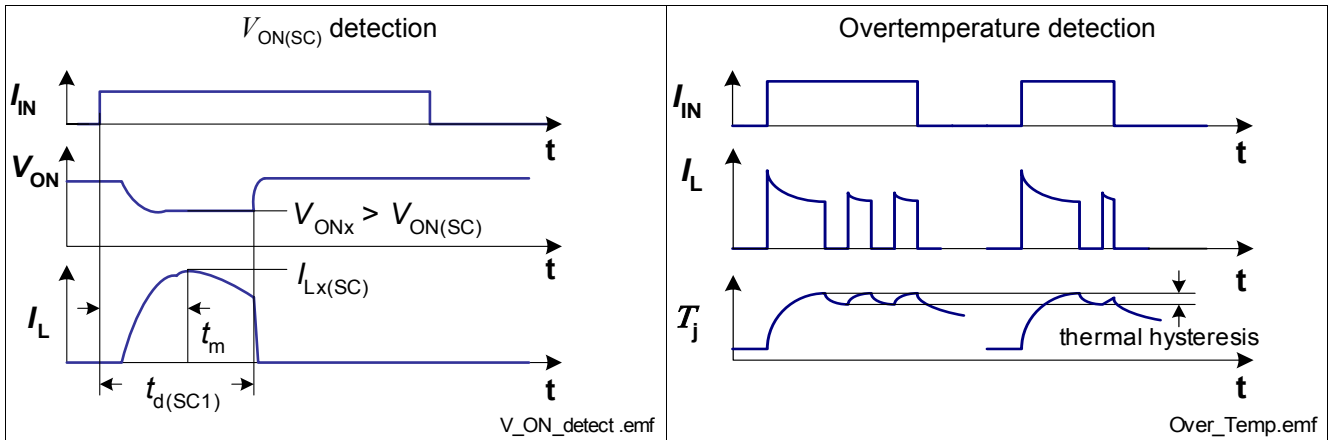 V_ON(SC) detection
I_IN
t
V_ON
V_ONx > V_ON(SC)
t
I_Lx(SC)
I_L
t_m
t
t_d(SC1)
V_ON_detect .emf
Overtemperature detection
I_IN
t
I_L
t
T_j
thermal hysteresis
t
Over_Temp.emf